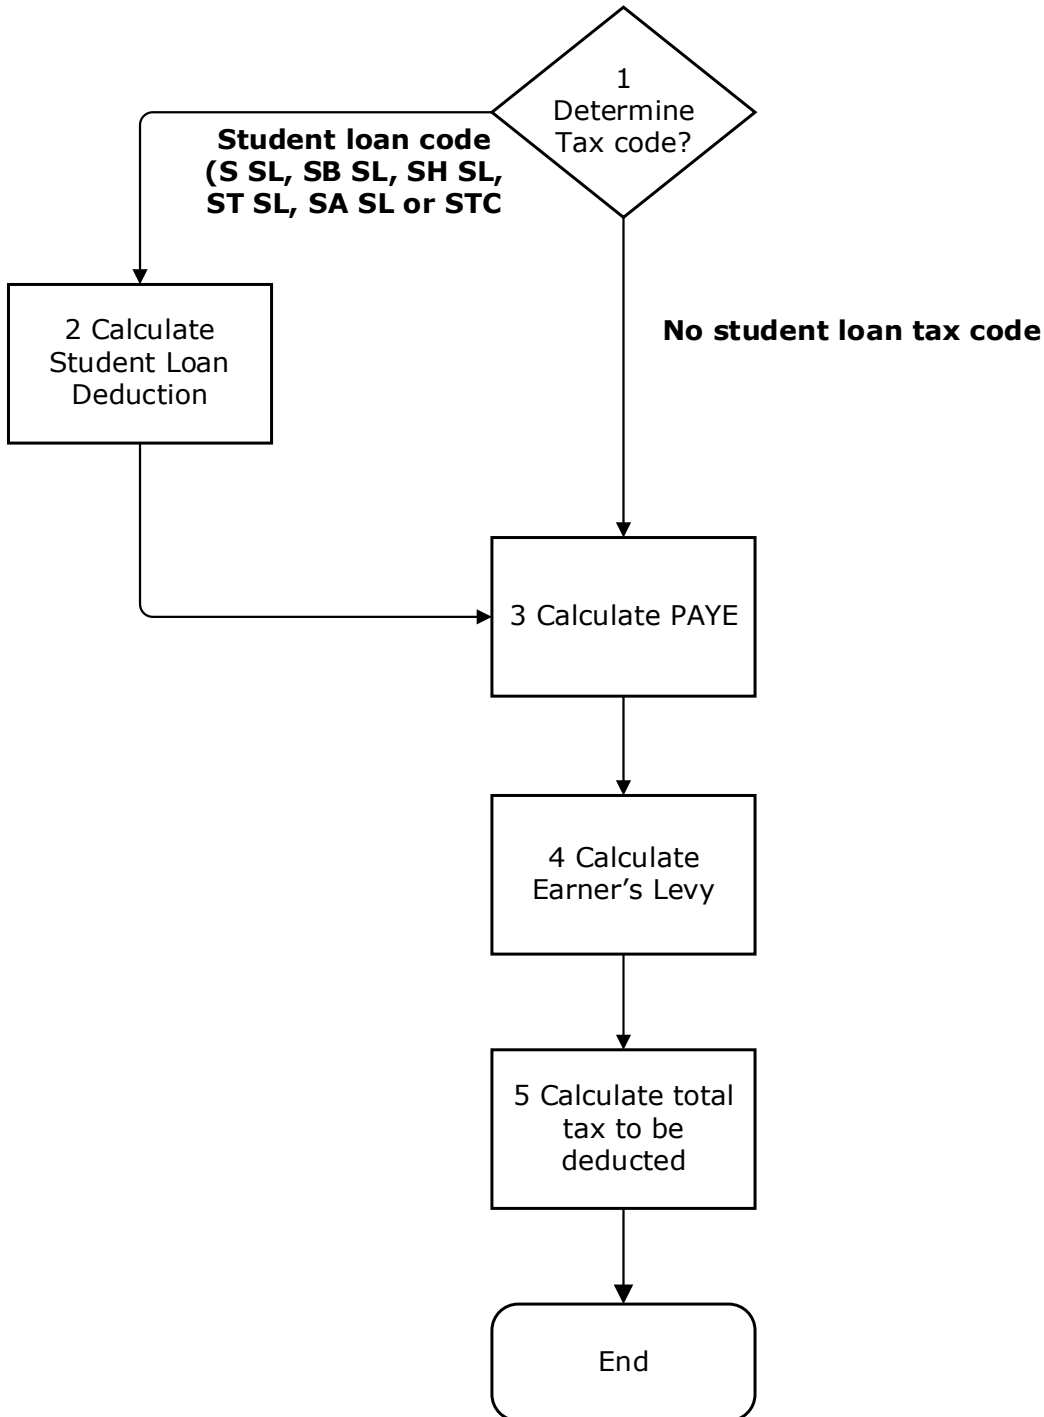 1
Determine
Tax code?
Student loan code
(S SL, SB SL, SH SL,
ST SL, SA SL or STC
2 Calculate
Student Loan
Deduction
No student loan tax code
3 Calculate PAYE
4 Calculate
Earner’s Levy
5 Calculate total
tax to be
deducted
End